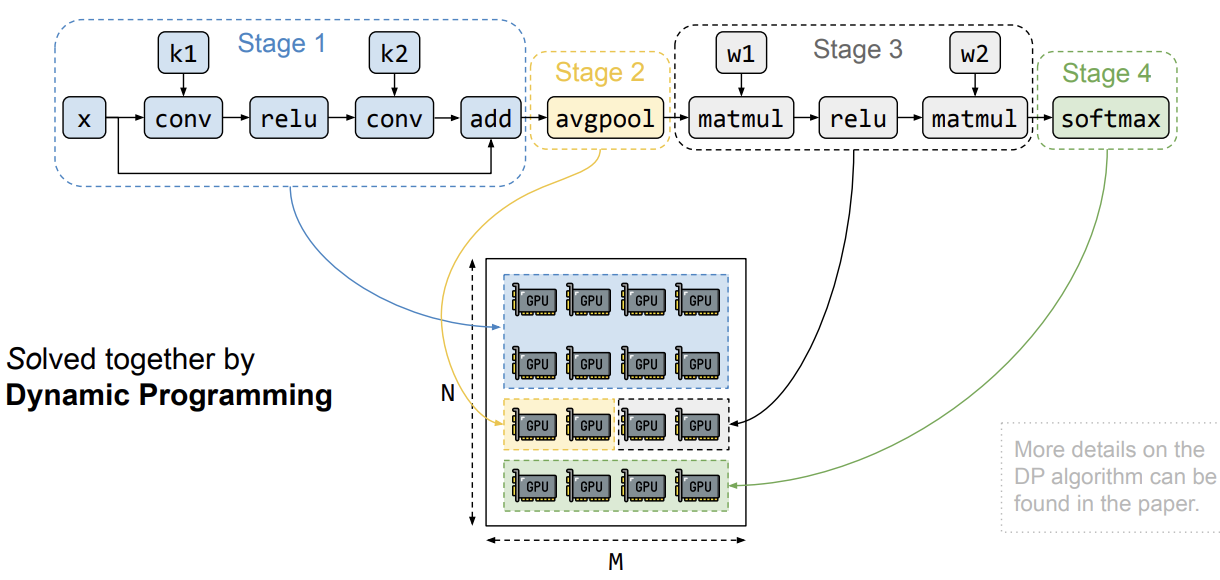 Stage 1
k1
k2
x
conv
relu
conv
add
Stage 2
avgpool
Stage 3
w1
w2
matmul
relu
matmul
Stage 4
softmax
Solved together by
Dynamic Programming
N
GPU GPU GPU GPU
GPU GPU GPU GPU
GPU GPU GPU GPU
GPU GPU GPU GPU
M
More details on the
DP algorithm can be
found in the paper.